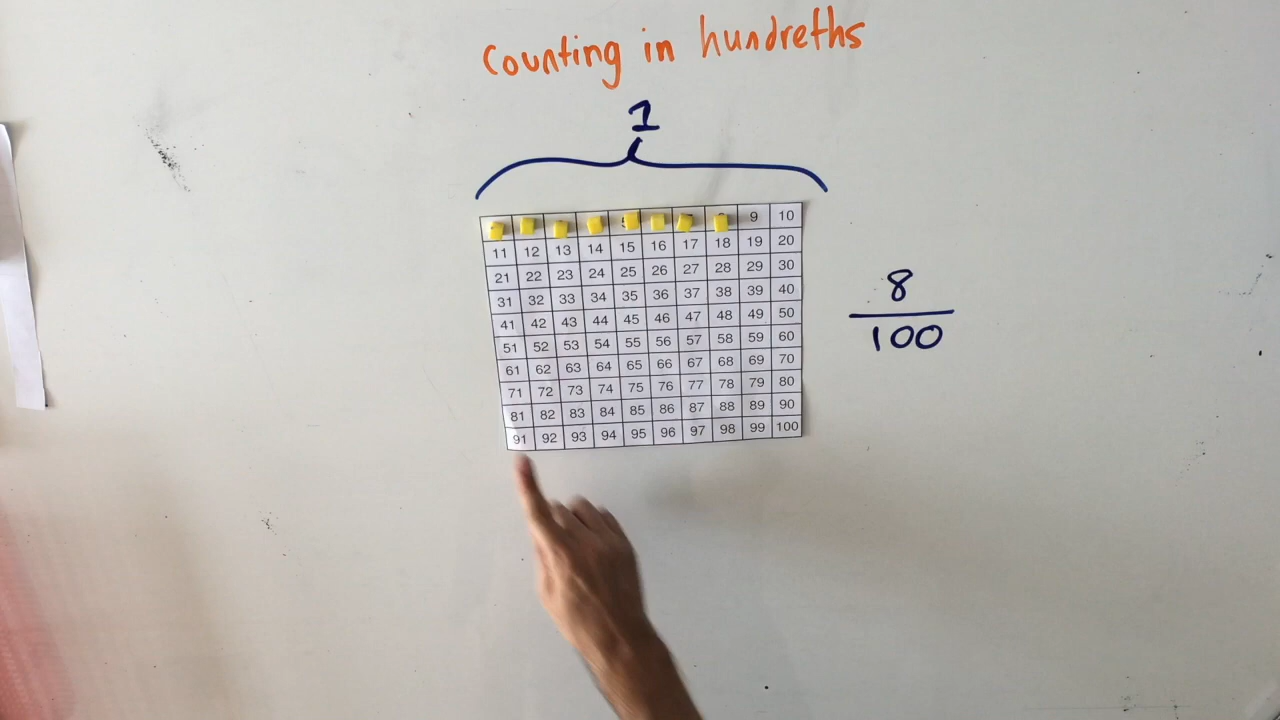 Counting in hundreths
1
9 10
11 12 13 14 15 16 17 18 19 20
21 22 23 24 25 26 27 28 29 30
31 32 33 34 35 36 37 38 39 40
41 42 43 44 45 46 47 48 49 50
51 52 53 54 55 56 57 58 59 60
61 62 63 64 65 66 67 68 69 70
71 72 73 74 75 76 77 78 79 80
81 82 83 84 85 86 87 88 89 90
91 92 93 94 95 96 97 98 99 100
8
100